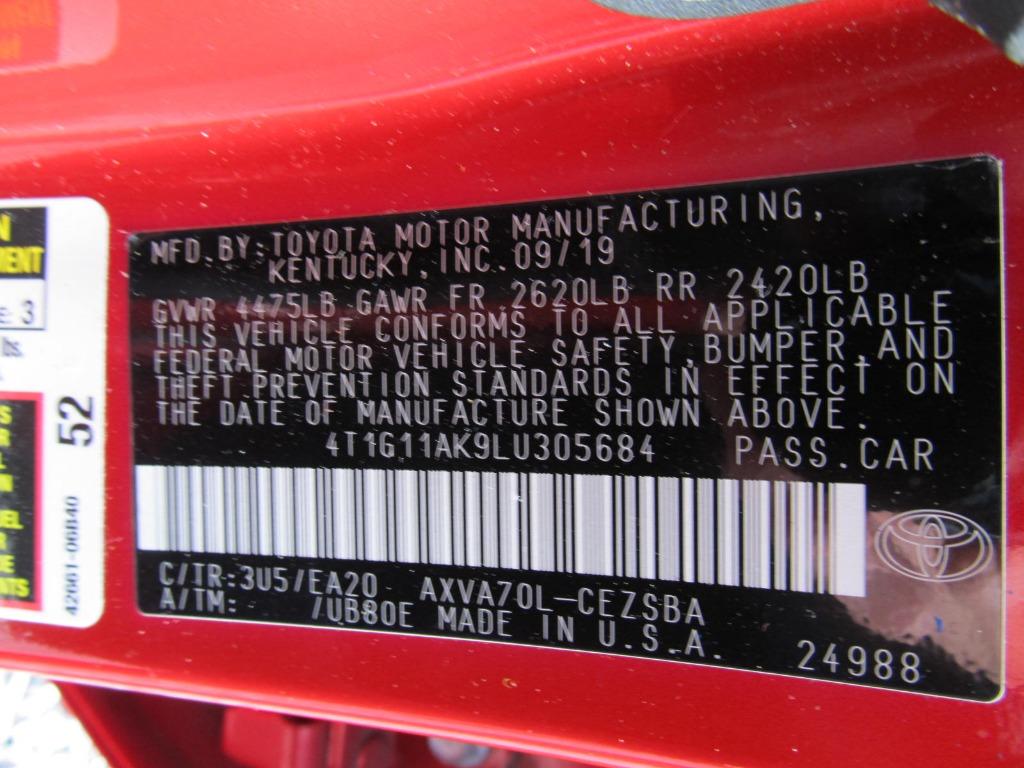 MFD. BY: TOYOTA MOTOR MANUFACTURING,
KENTUCKY, INC. 09/19
GVWR 4475LB GAWR FR 2620LB RR 2420LB
THIS VEHICLE CONFORMS TO ALL APPLICABLE
FEDERAL MOTOR VEHICLE SAFETY, BUMPER, AND
THEFT PREVENTION STANDARDS IN EFFECT ON
THE DATE OF MANUFACTURE SHOWN ABOVE.
4T1G11AK9LU305684 PASS. CAR
C/TR: 3U5/EA20 AXVA70L-CEZSBA
A/TM: /UB80E MADE IN U.S.A.
24988
52
42661-06B40
3
lbs.